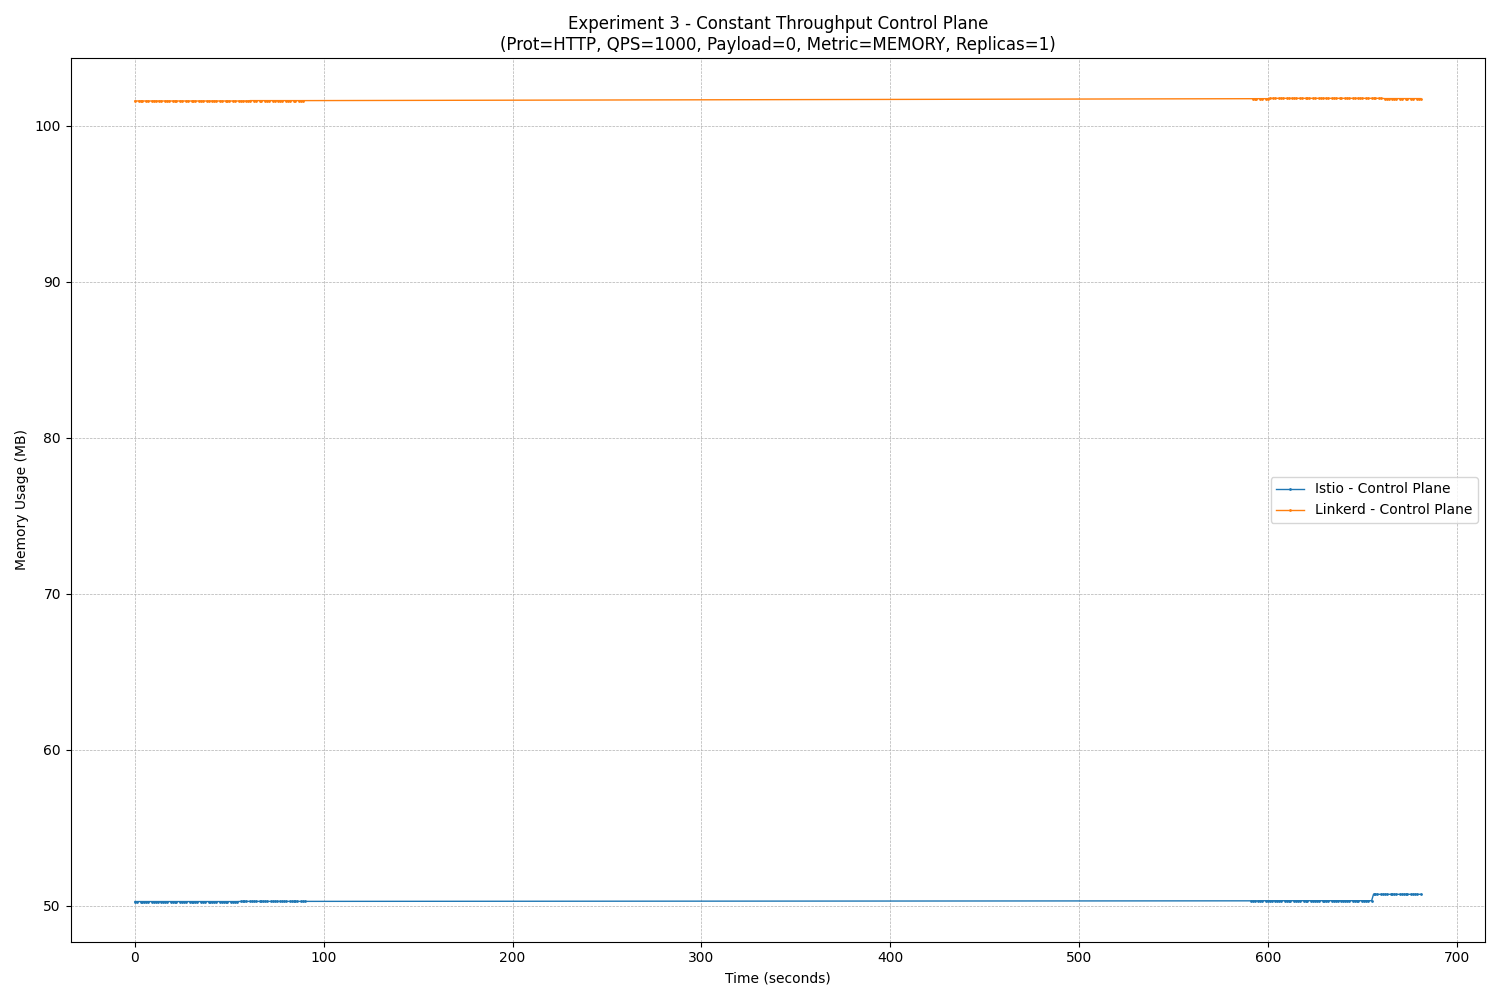 Experiment 3 - Constant Throughput Control Plane
(Prot=HTTP, QPS=1000, Payload=0, Metric=MEMORY, Replicas=1)
Memory Usage (MB)
100
90
80
70
60
50
Istio - Control Plane
Linkerd - Control Plane
0 100 200 300 400 500 600 700
Time (seconds)